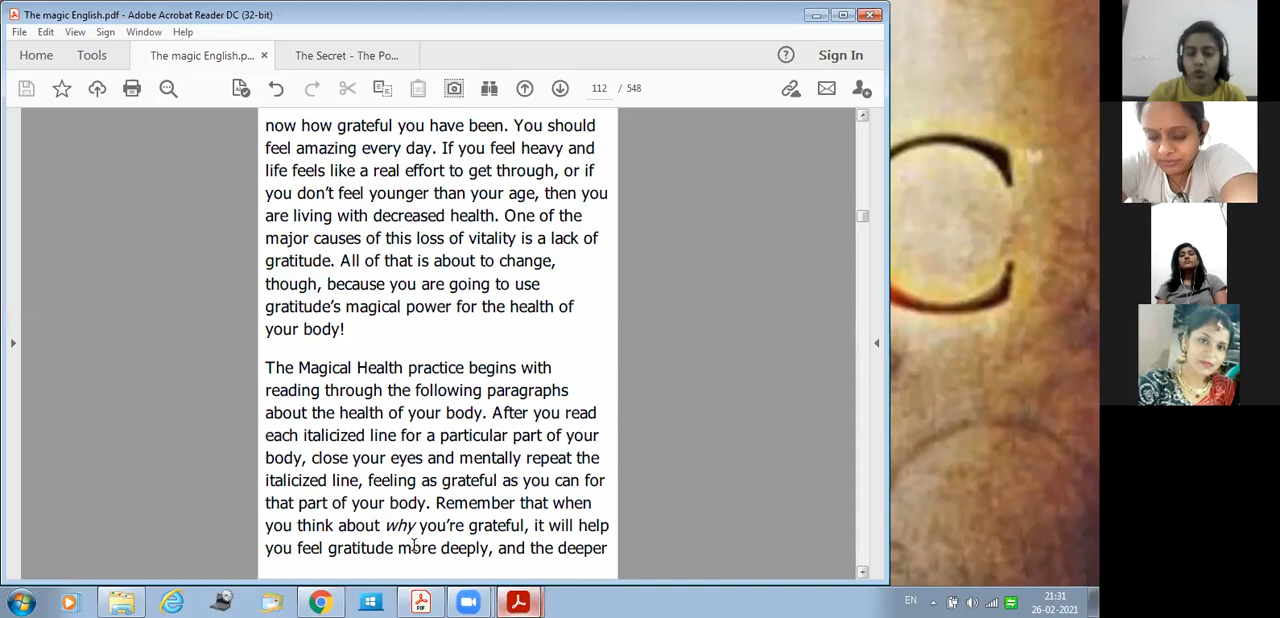 The magic English.pdf - Adobe Acrobat Reader DC (32-bit)
File Edit View Sign Window Help
Home Tools The magic English.p... × The Secret - The Po... Sign In
112 / 548
now how grateful you have been. You should
feel amazing every day. If you feel heavy and
life feels like a real effort to get through, or if
you don’t feel younger than your age, then you
are living with decreased health. One of the
major causes of this loss of vitality is a lack of
gratitude. All of that is about to change,
though, because you are going to use
gratitude’s magical power for the health of
your body!
The Magical Health practice begins with
reading through the following paragraphs
about the health of your body. After you read
each italicized line for a particular part of your
body, close your eyes and mentally repeat the
italicized line, feeling as grateful as you can for
that part of your body. Remember that when
you think about why you’re grateful, it will help
you feel gratitude more deeply, and the deeper
EN 21:31
26-02-2021